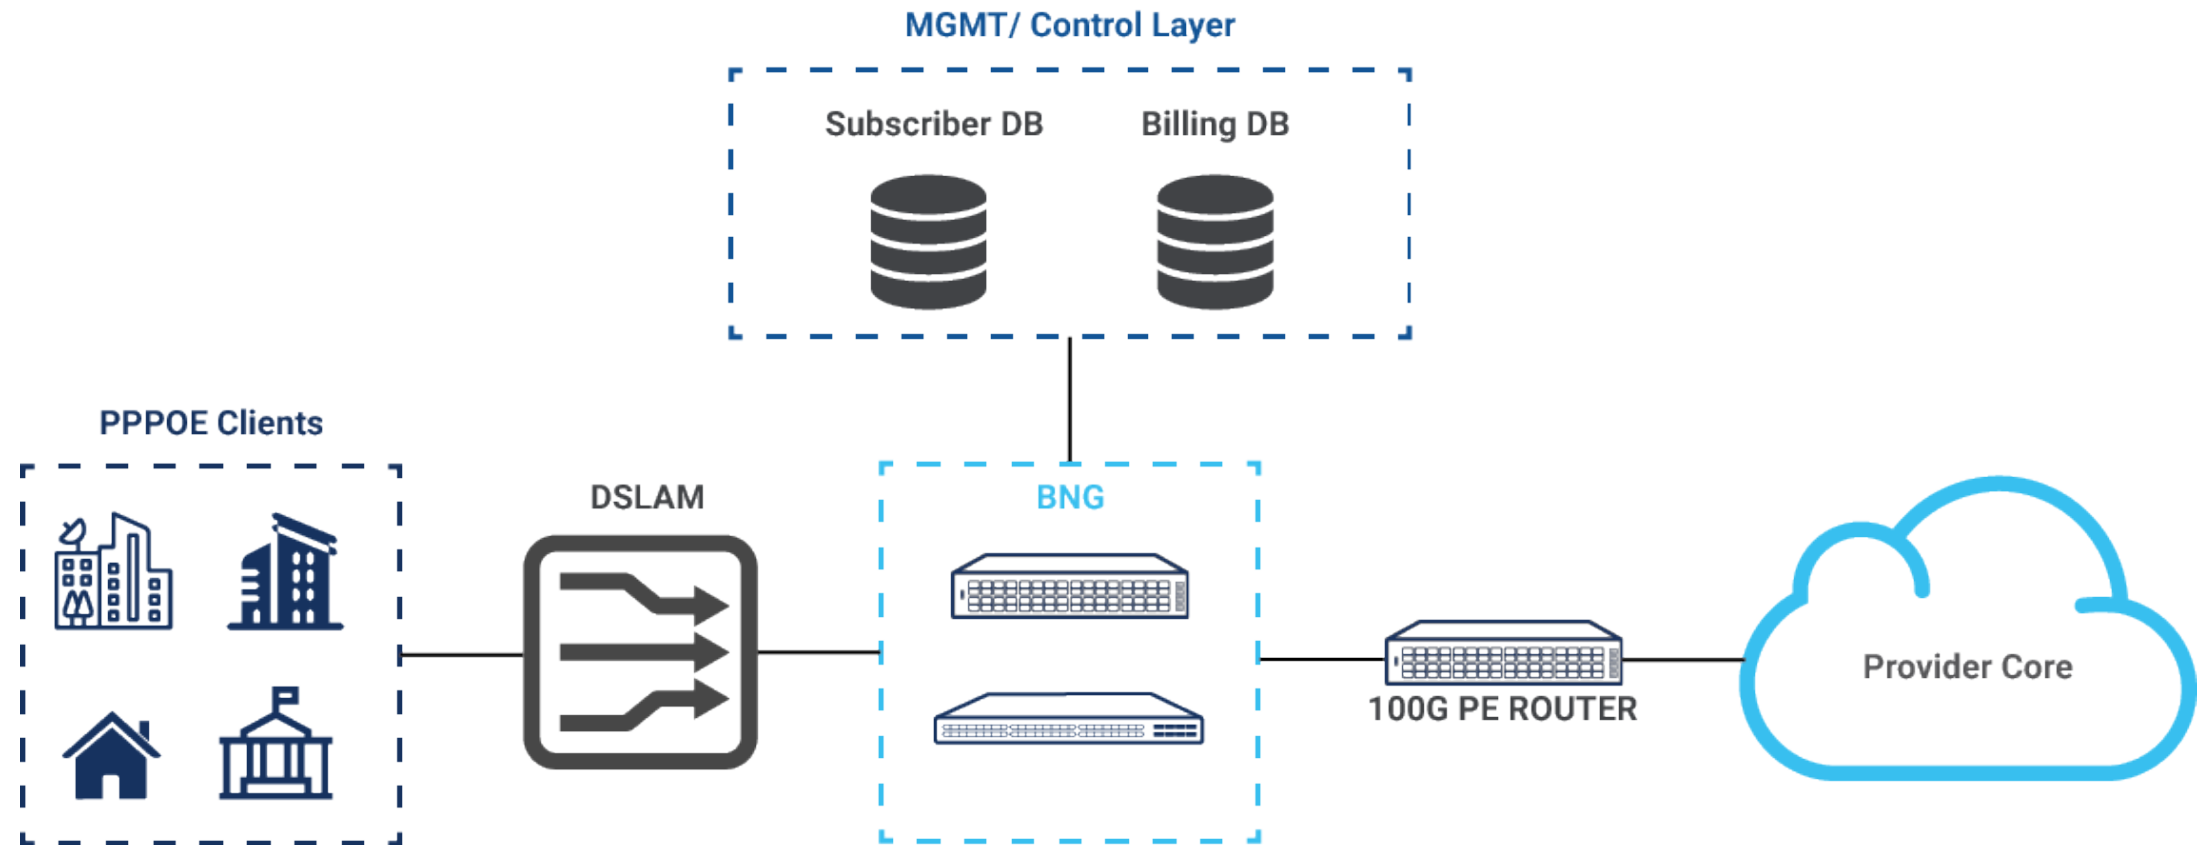 MGMT/ Control Layer
Subscriber DB
Billing DB
PPPOE Clients
DSLAM
BNG
100G PE ROUTER
Provider Core